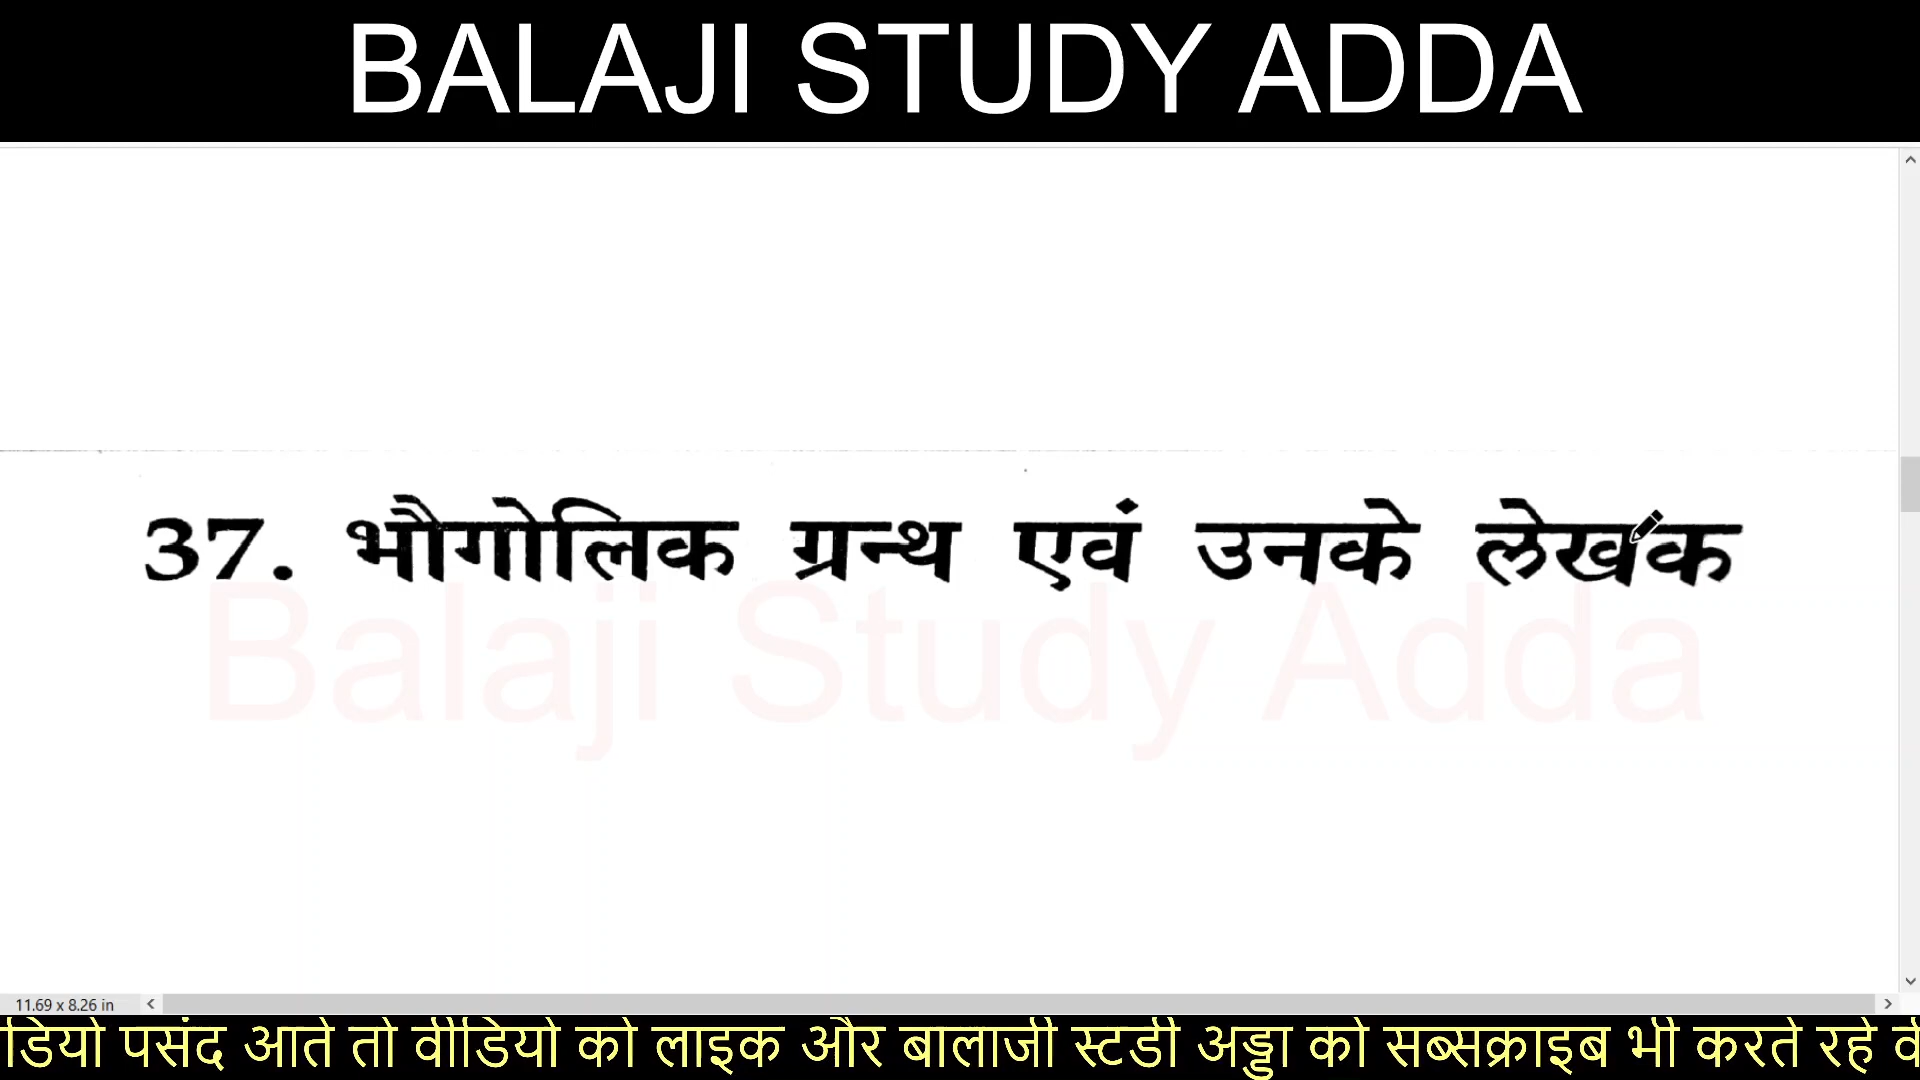 BALAJI STUDY ADDA
37. भौगोलिक ग्रन्थ एवं उनके लेखक
Balaji Study Adda
11.69 x 8.26 in
पसंद आते तो वीडियो को लाइक और बालाजी स्टडी अड्डा को सब्सक्राइब भी करते रहे